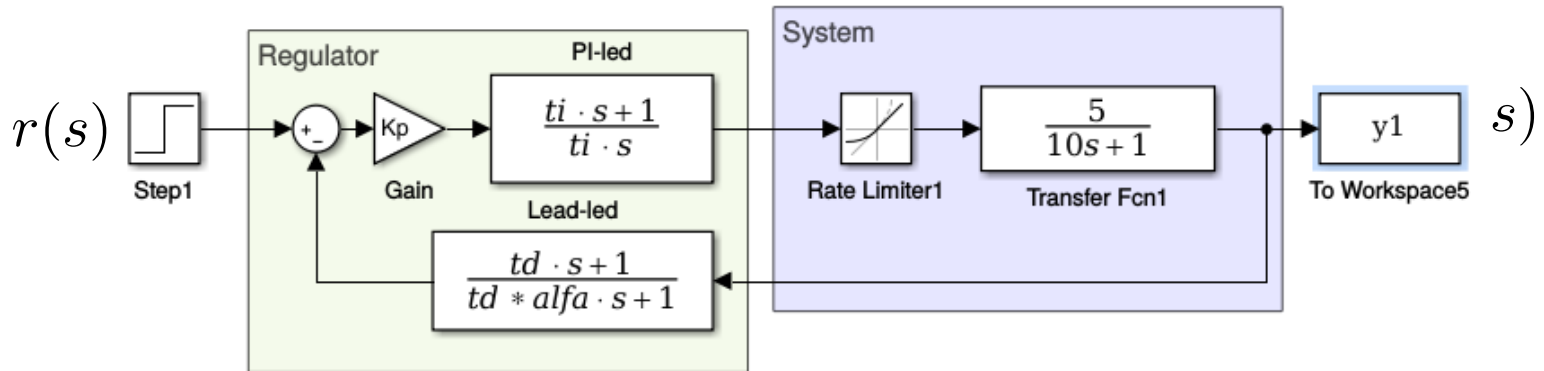 System
Regulator
PI-led
r(s)
+
−
Kp
ti · s + 1
ti · s
5
10s + 1
y1
s)
Step1
Gain
Rate Limiter1
Transfer Fcn1
To Workspace5
Lead-led
td · s + 1
td * alfa · s + 1